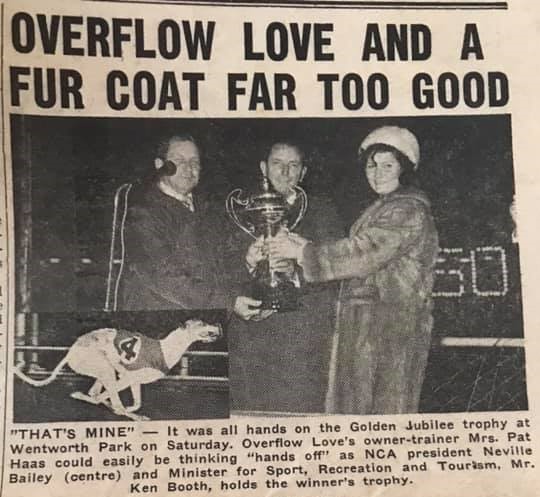 OVERFLOW LOVE AND A
FUR COAT FAR TOO GOOD
50
4
"THAT'S MINE" — It was all hands on the Golden Jubilee trophy at
Wentworth Park on Saturday. Overflow Love's owner-trainer Mrs. Pat
Haas could easily be thinking "hands off" as NCA president Neville
Bailey (centre) and Minister for Sport, Recreation and Tourism, Mr.
Ken Booth, holds the winner's trophy.